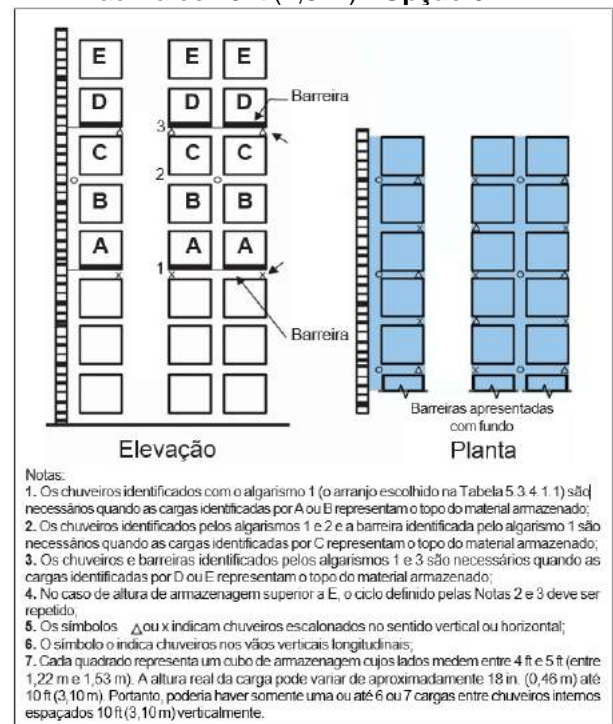 E E E
D D D Barreira
3
C C C
2
B B B
A A A
1
Barreira
Barreiras apresentadas
com fundo
Elevação
Planta
Notas:
1. Os chuveiros identificados com o algarismo 1 (o arranjo escolhido na Tabela 5.3.4.1.1) são
necessários quando as cargas identificadas por A ou B representam o topo do material armazenado;
2. Os chuveiros identificados pelos algarismos 1 e 2 e a barreira identificada pelo algarismo 1 são
necessários quando as cargas identificadas por C representam o topo do material armazenado;
3. Os chuveiros e barreiras identificados pelos algarismos 1 e 3 são necessários quando as
cargas identificadas por D ou E representam o topo do material armazenado;
4. No caso de altura de armazenagem superior a E, o ciclo definido pelas Notas 2 e 3 deve ser
repetido;
5. Os símbolos △ ou x indicam chuveiros escalonados no sentido vertical ou horizontal;
6. O símbolo o indica chuveiros nos vãos verticais longitudinais;
7. Cada quadrado representa um cubo de armazenagem cujos lados medem entre 4 ft e 5 ft (entre
1,22 m e 1,53 m). A altura real da carga pode variar de aproximadamente 18 in. (0,46 m) até
10 ft (3,10 m). Portanto, poderia haver somente uma ou até 6 ou 7 cargas entre chuveiros internos
espaçados 10 ft (3,10 m) verticalmente.